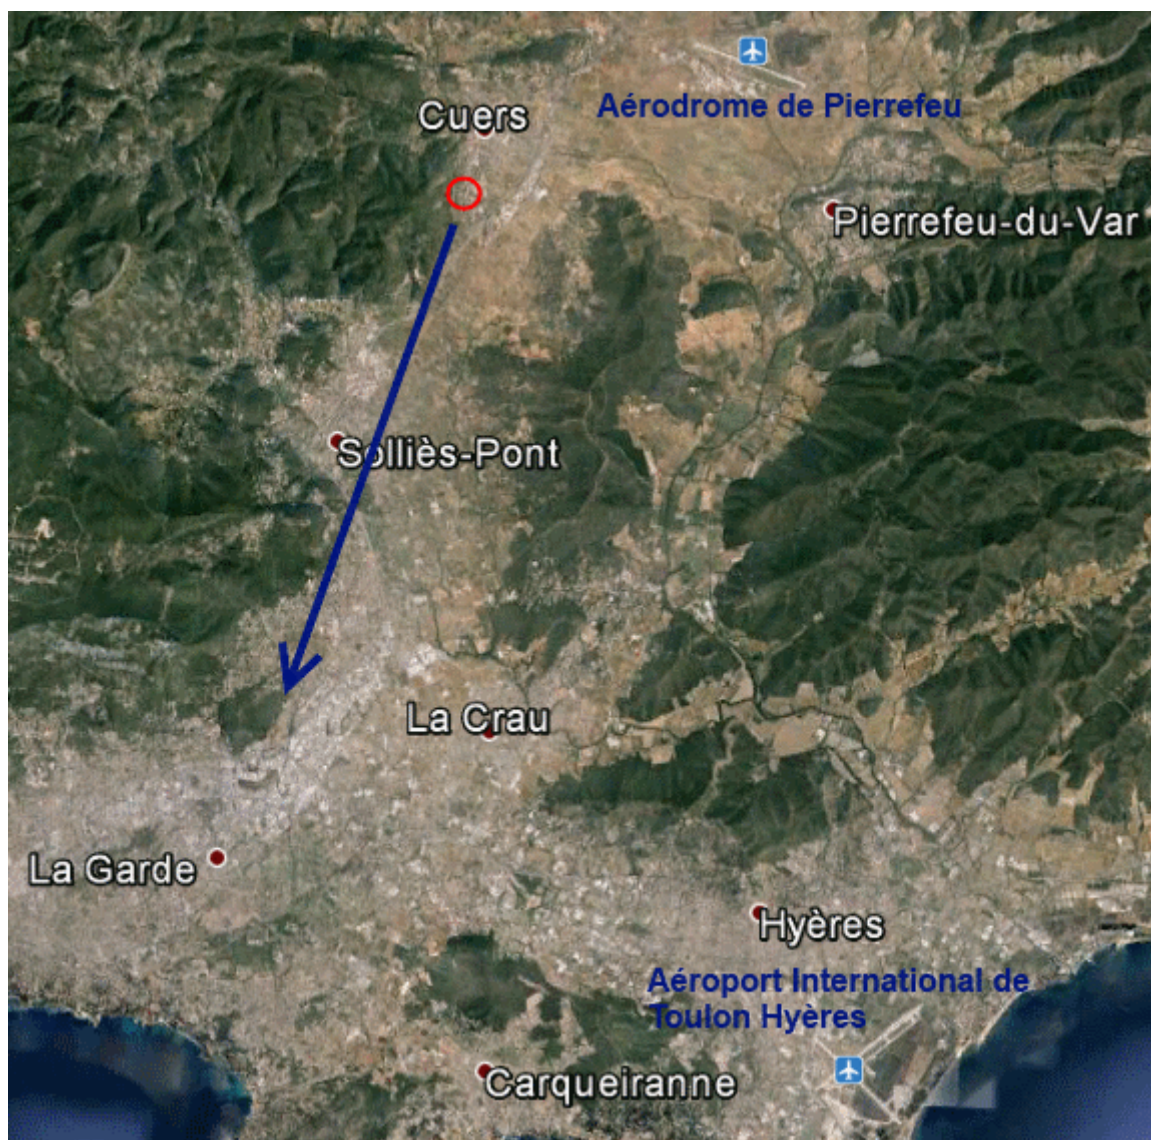 Aérodrome de Pierrefeu
Cuers
Pierrefeu-du-Var
Solliès-Pont
La Crau
La Garde
Hyères
Aéroport International de
Toulon Hyères
Carqueiranne